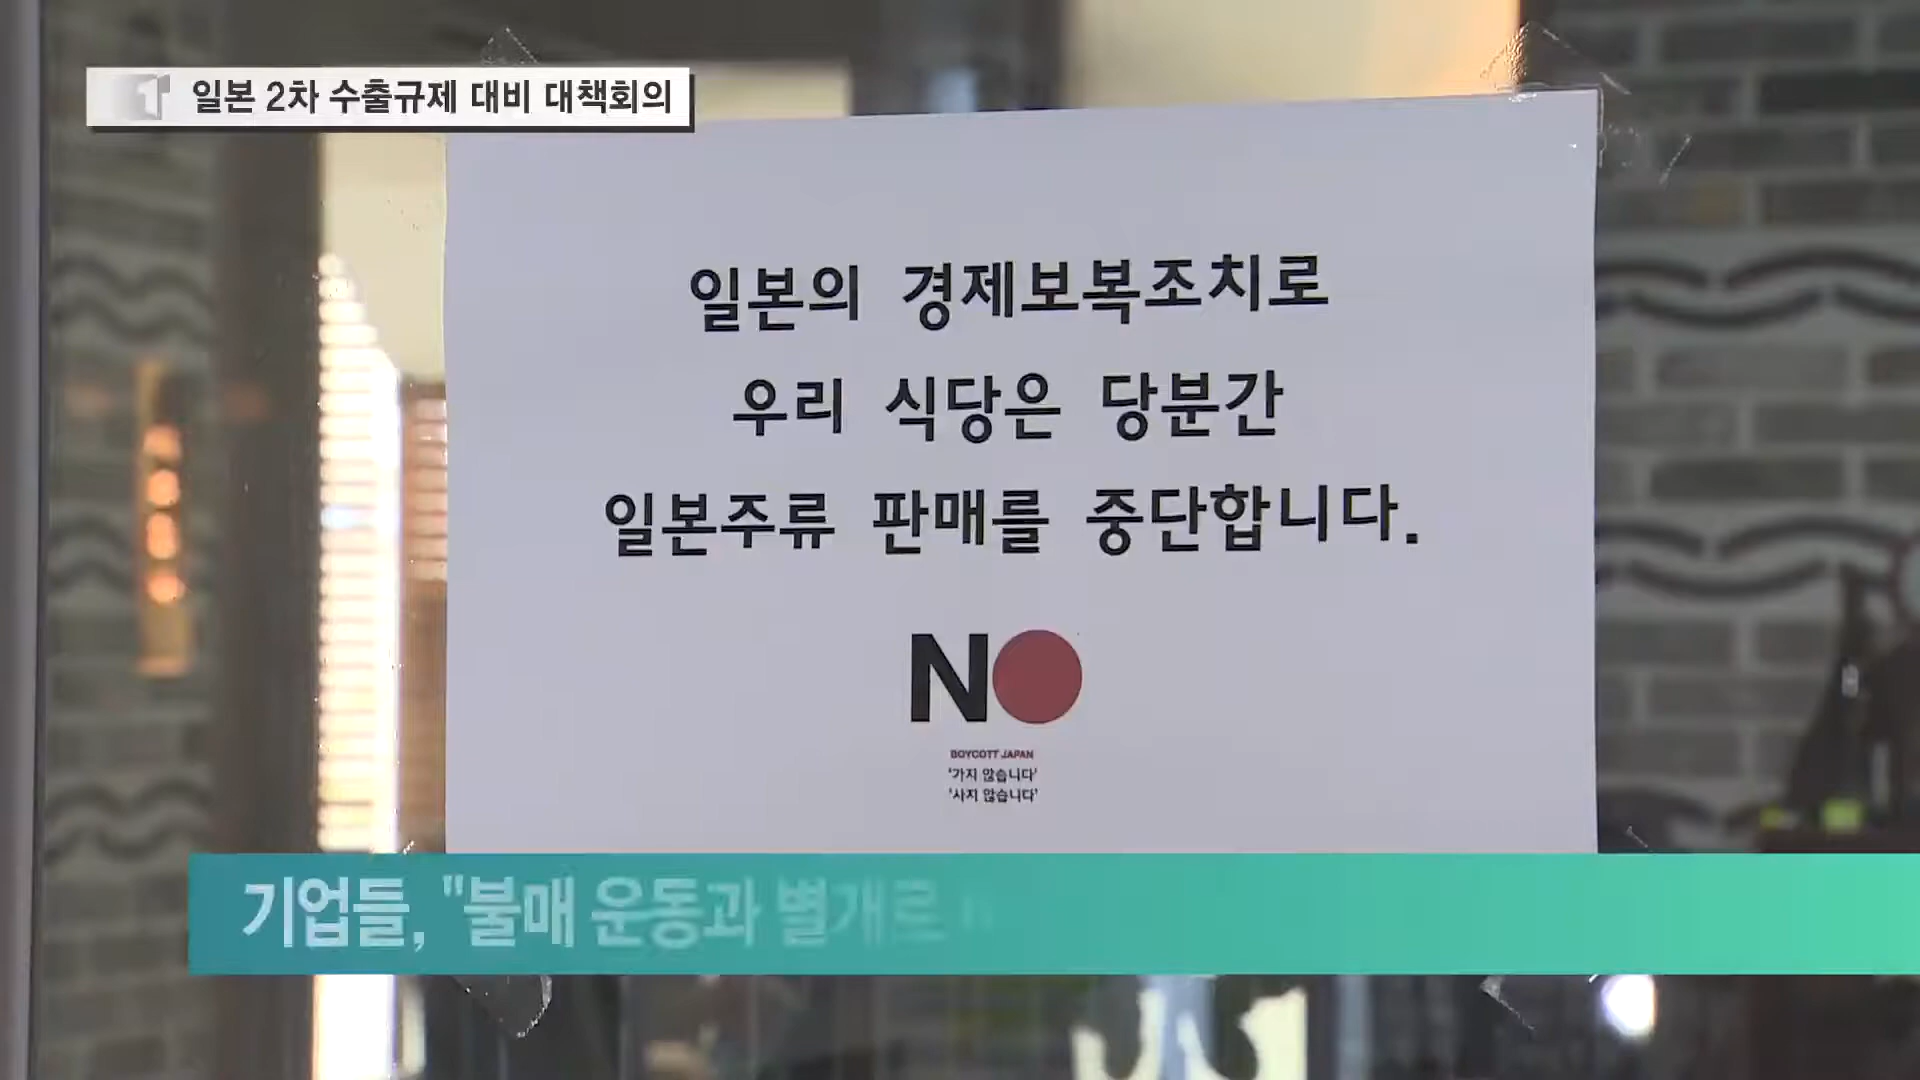 일본 2차 수출규제 대비 대책회의
일본의 경제보복조치로
우리 식당은 당분간
일본주류 판매를 중단합니다.
NO
BOYCOTT JAPAN
'가지 않습니다'
'사지 않습니다'
기업들, "불매 운동과 별개로